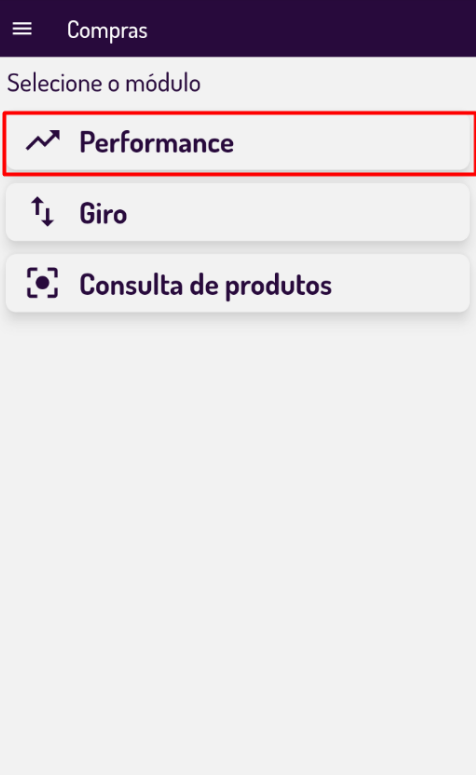 Compras
Selecione o módulo
Performance
Giro
Consulta de produtos